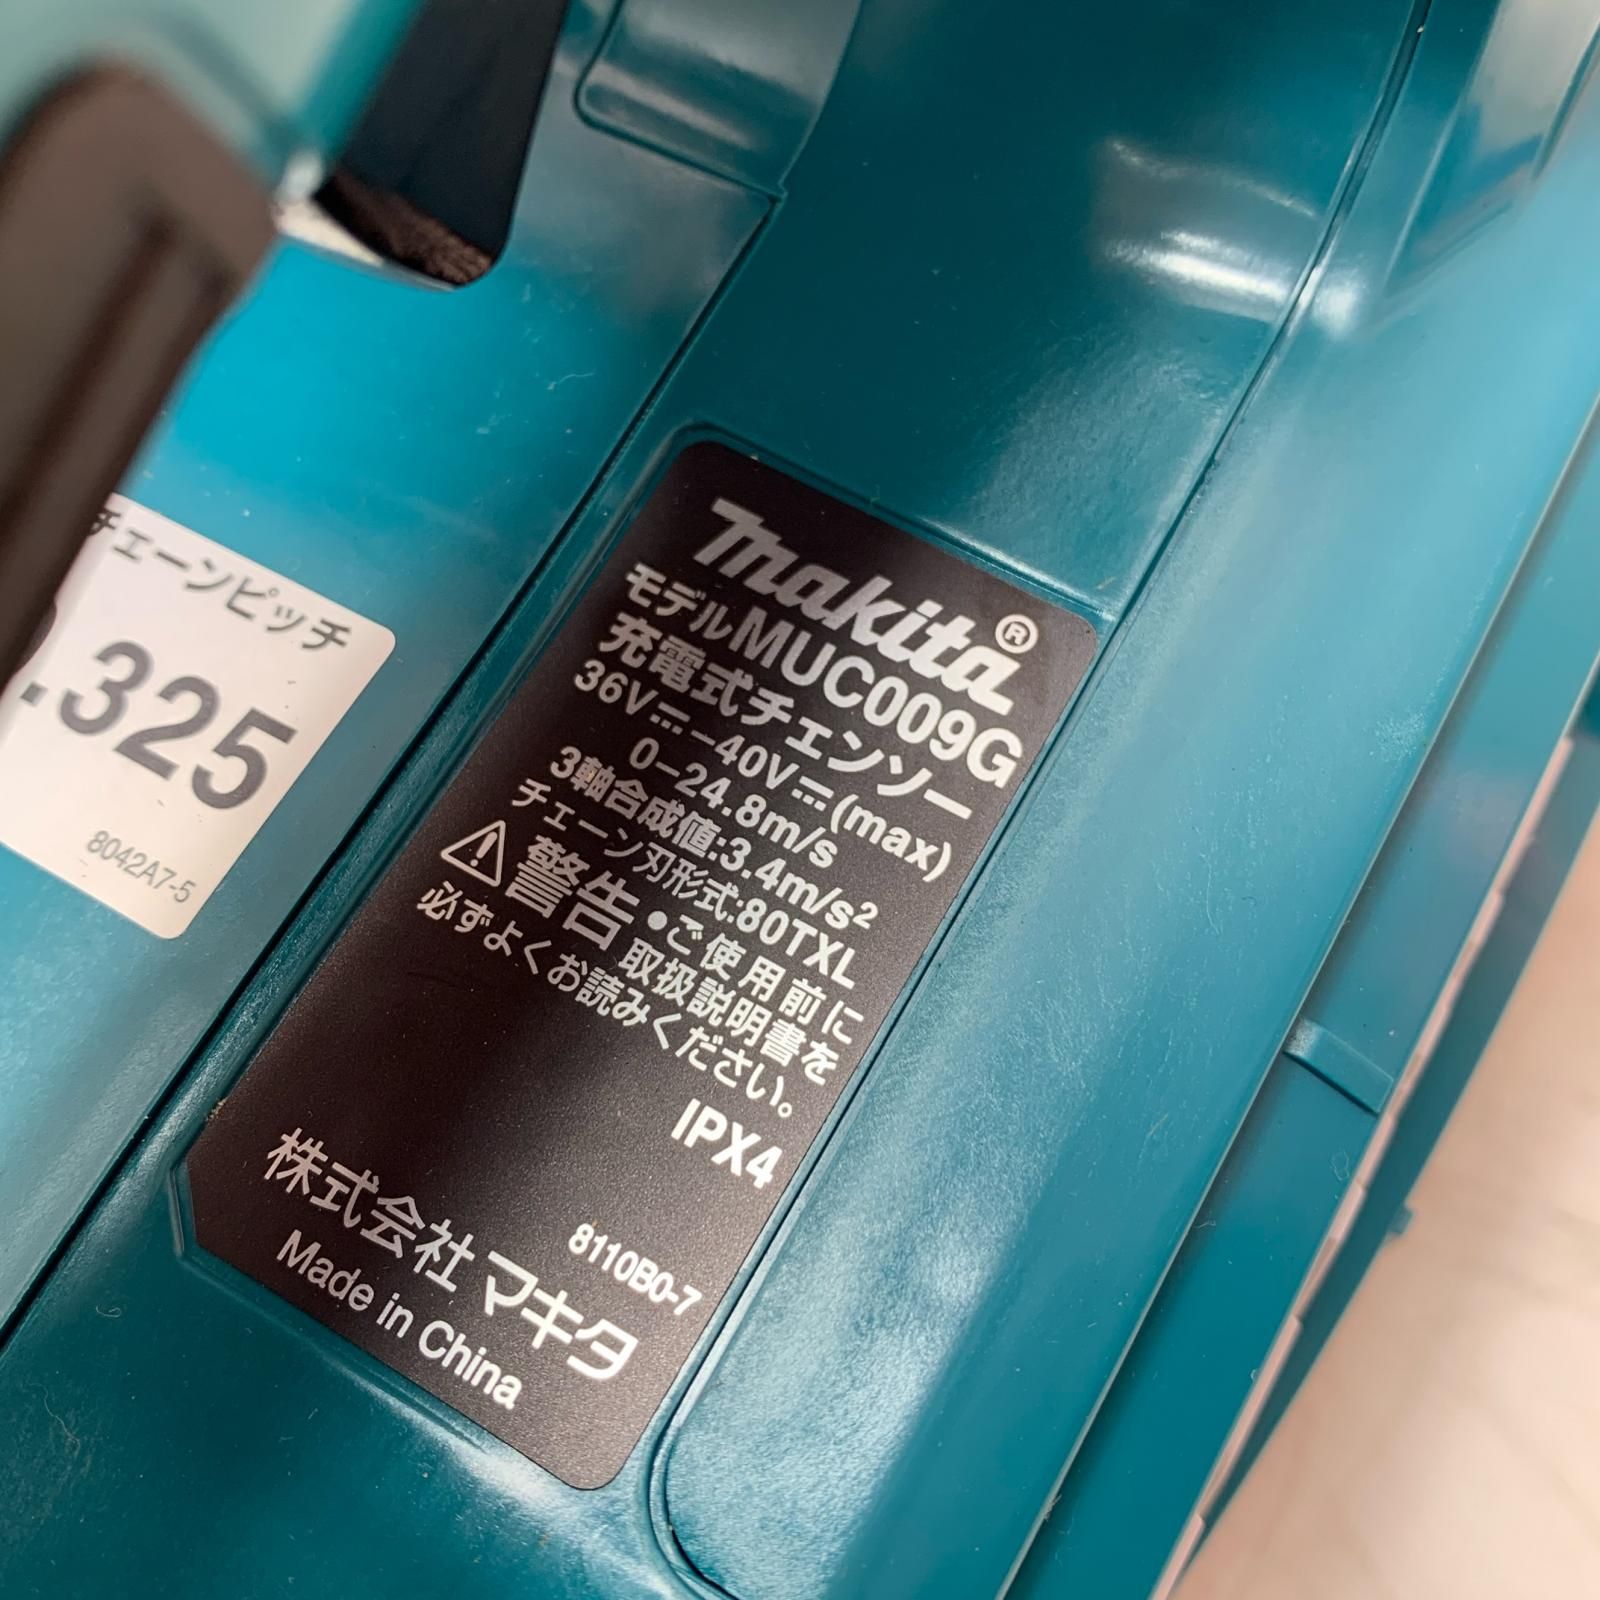 makita®
モデルMUC009G
充電式チェンソー
36V⎓–40V⎓(max)
0–24.8m/s
3軸合成値:3.4m/s²
チェーン刃形式:80TXL
⚠警告 •ご使用前に
取扱説明書を
必ずよくお読みください。
IPX4
8110B0-7
株式会社マキタ
Made in China
チェーンピッチ
.325
8042A7-5